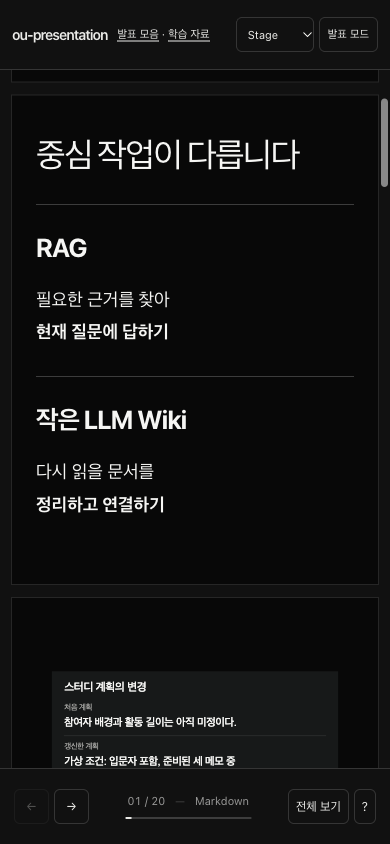 ou-presentation 발표 모음 · 학습 자료 Stage 발표 모드
중심 작업이 다릅니다
RAG
필요한 근거를 찾아
현재 질문에 답하기
작은 LLM Wiki
다시 읽을 문서를
정리하고 연결하기
스터디 계획의 변경
처음 계획
참여자 배경과 활동 길이는 아직 미정이다.
갱신한 계획
가상 조건: 입문자 포함, 준비된 세 메모 중
← → 01 / 20 — Markdown 전체 보기 ?